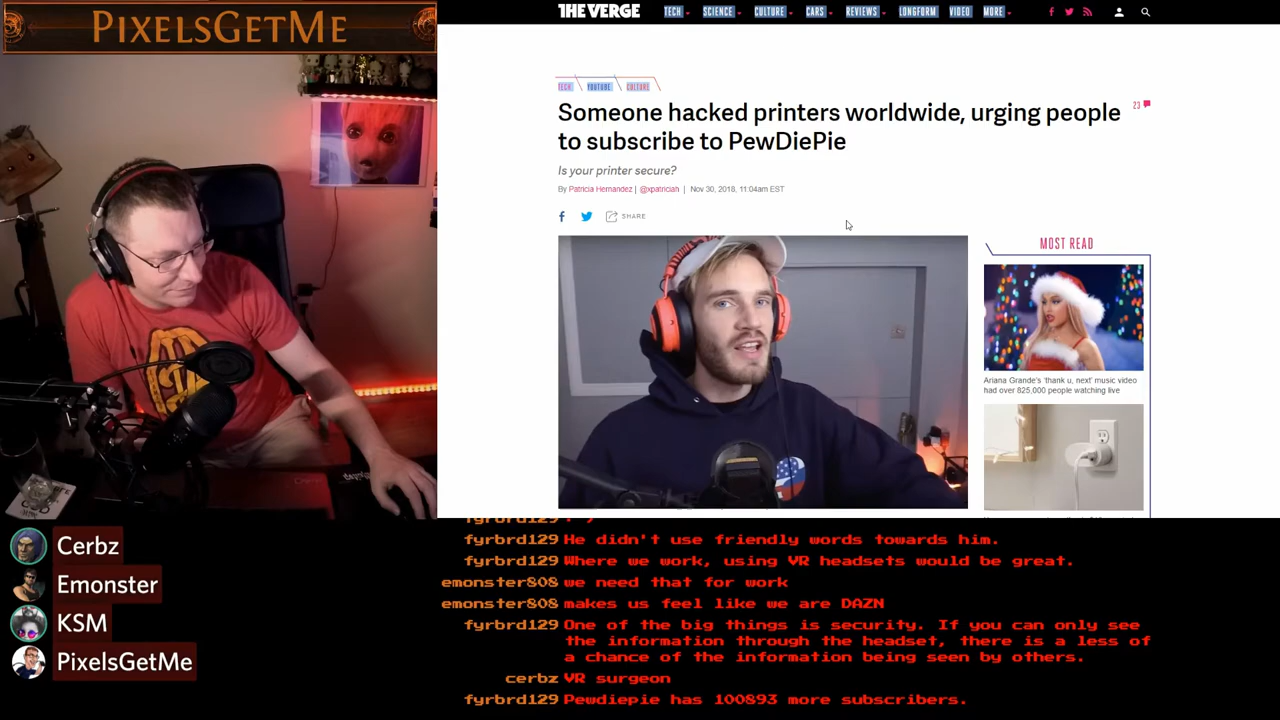 PIXELSGETME
THE VERGE
TECH SCIENCE CULTURE CARS REVIEWS LONGFORM VIDEO MORE
TECH YOUTUBE CULTURE
Someone hacked printers worldwide, urging people
to subscribe to PewDiePie
23
Is your printer secure?
By Patricia Hernandez | @xpatriciah | Nov 30, 2018, 11:04am EST
SHARE
MOST READ
Ariana Grande's 'thank u, next' music video
had over 825,000 people watching live
Cerbz
Emonster
KSM
PixelsGetMe
fyrbrd129 He didn't use friendly words towards him.
fyrbrd129 Where we work, using VR headsets would be great.
emonster808 we need that for work
emonster808 makes us feel like we are DAZN
fyrbrd129 One of the big things is security. If you can only see
the information through the headset, there is a less of
a chance of the information being seen by others.
cerbz VR surgeon
fyrbrd129 Pewdiepie has 100893 more subscribers.